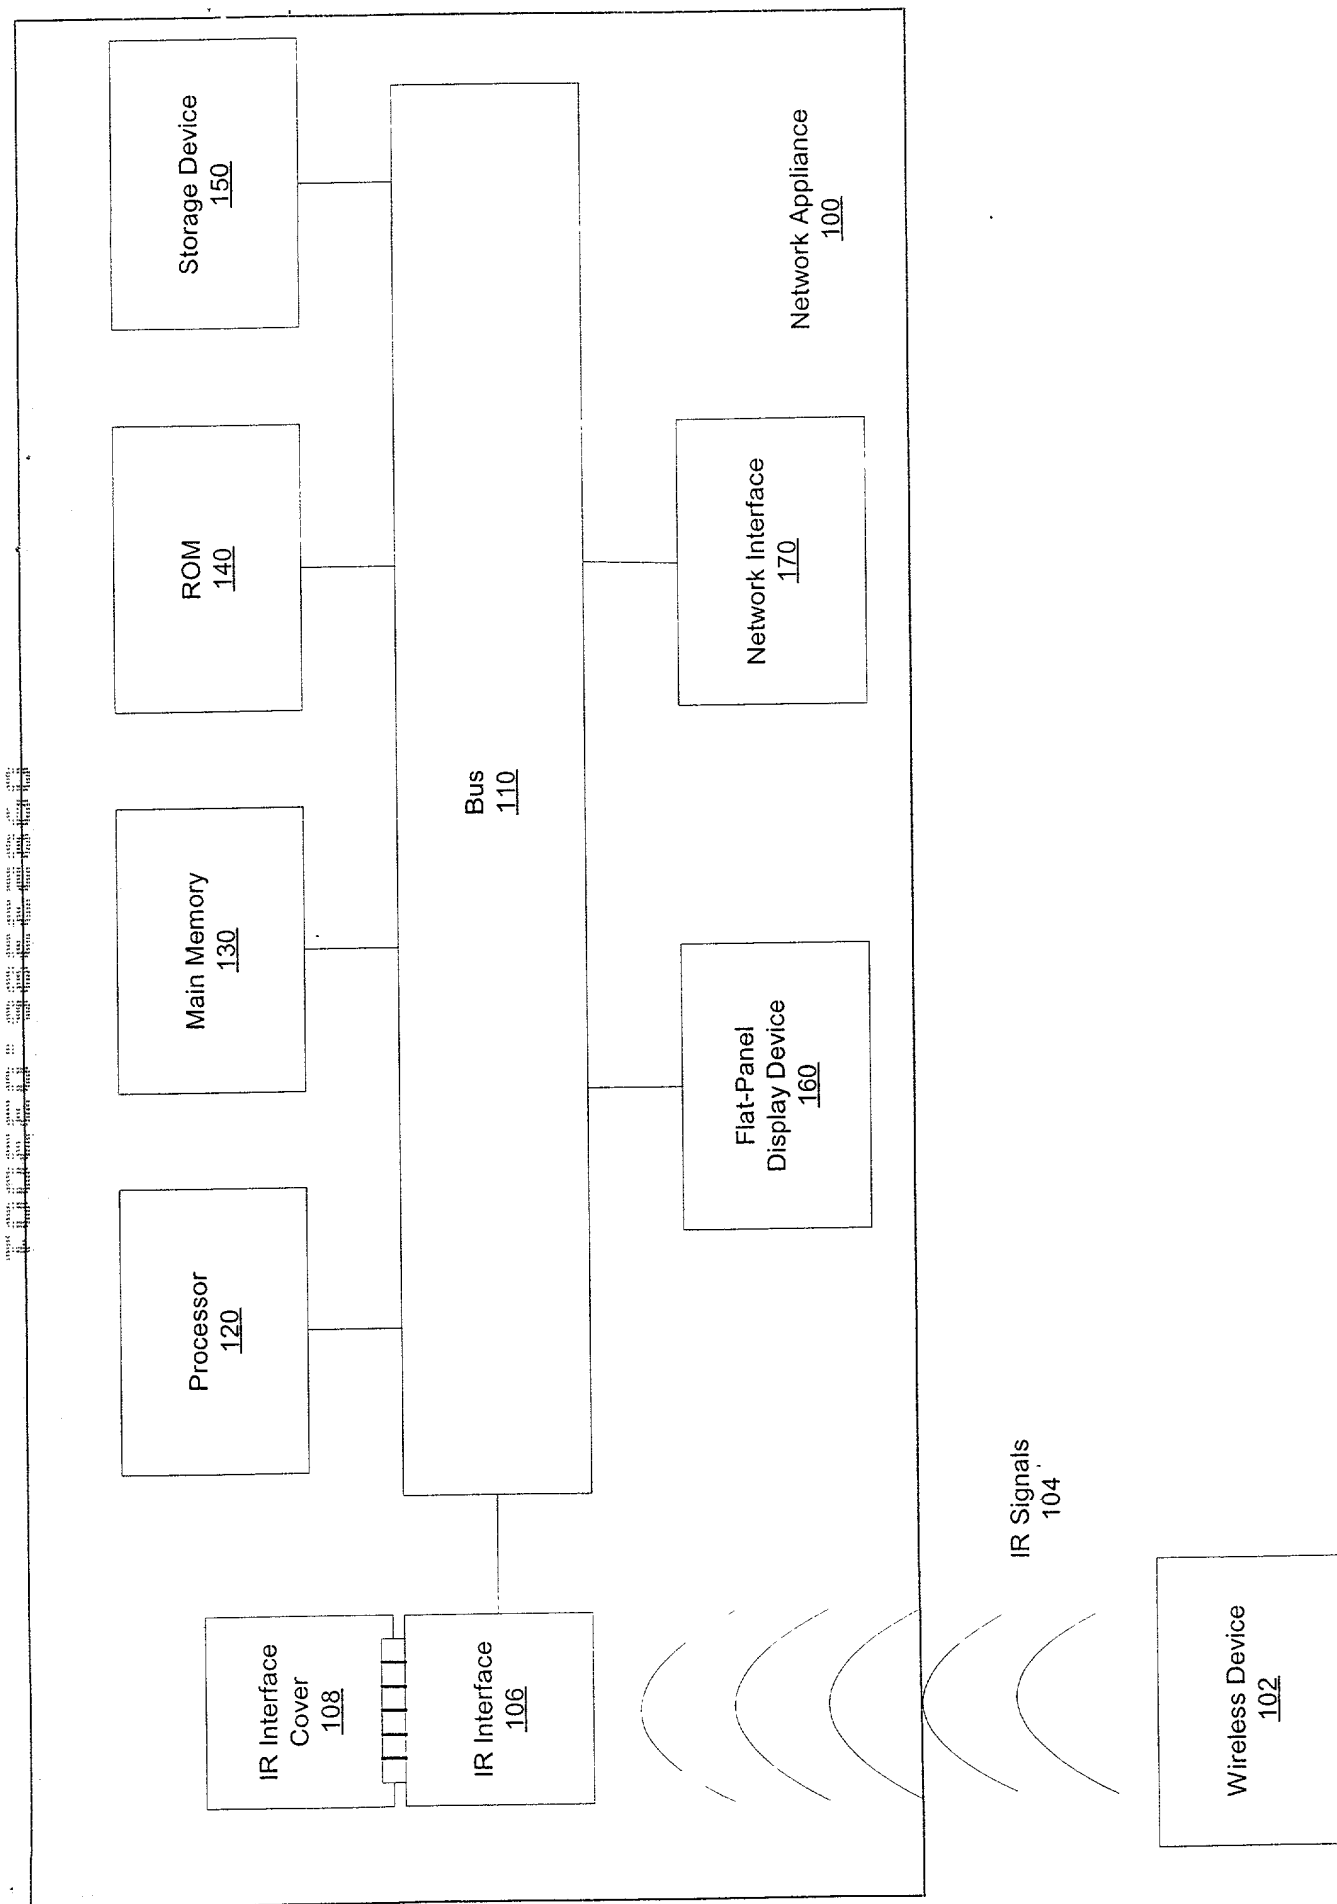 IR Interface
Cover
108
Processor
120
Main Memory
130
ROM
140
Storage Device
150
IR Interface
106
Bus
110
Flat-Panel
Display Device
160
Network Interface
170
Network Appliance
100
IR Signals
104
Wireless Device
102